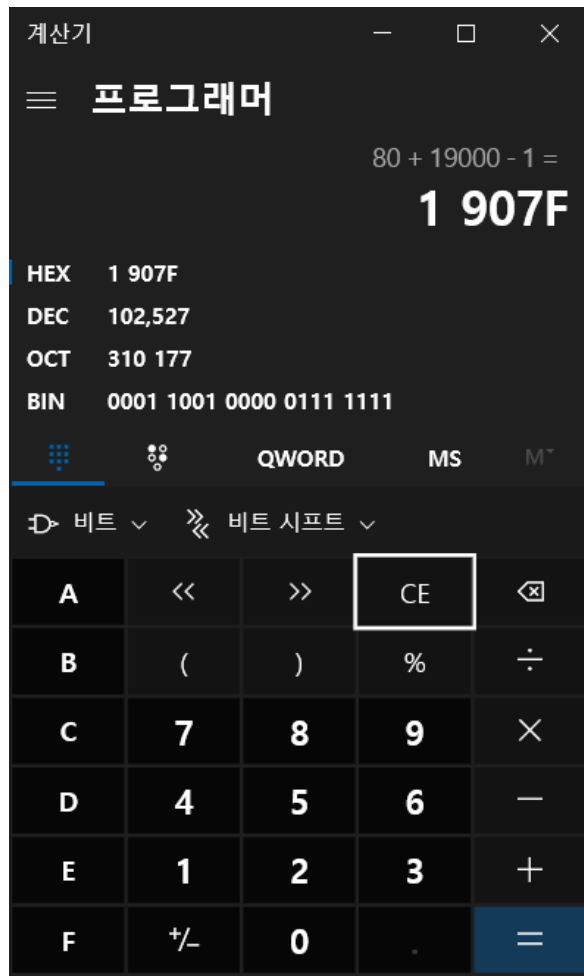 계산기
프로그래머
80 + 19000 - 1 =
1 907F
HEX 1 907F
DEC 102,527
OCT 310 177
BIN 0001 1001 0000 0111 1111
QWORD MS M
비트 비트 시프트
A << >> CE
B ( ) % ÷
C 7 8 9 ×
D 4 5 6 −
E 1 2 3 +
F +/− 0 . =